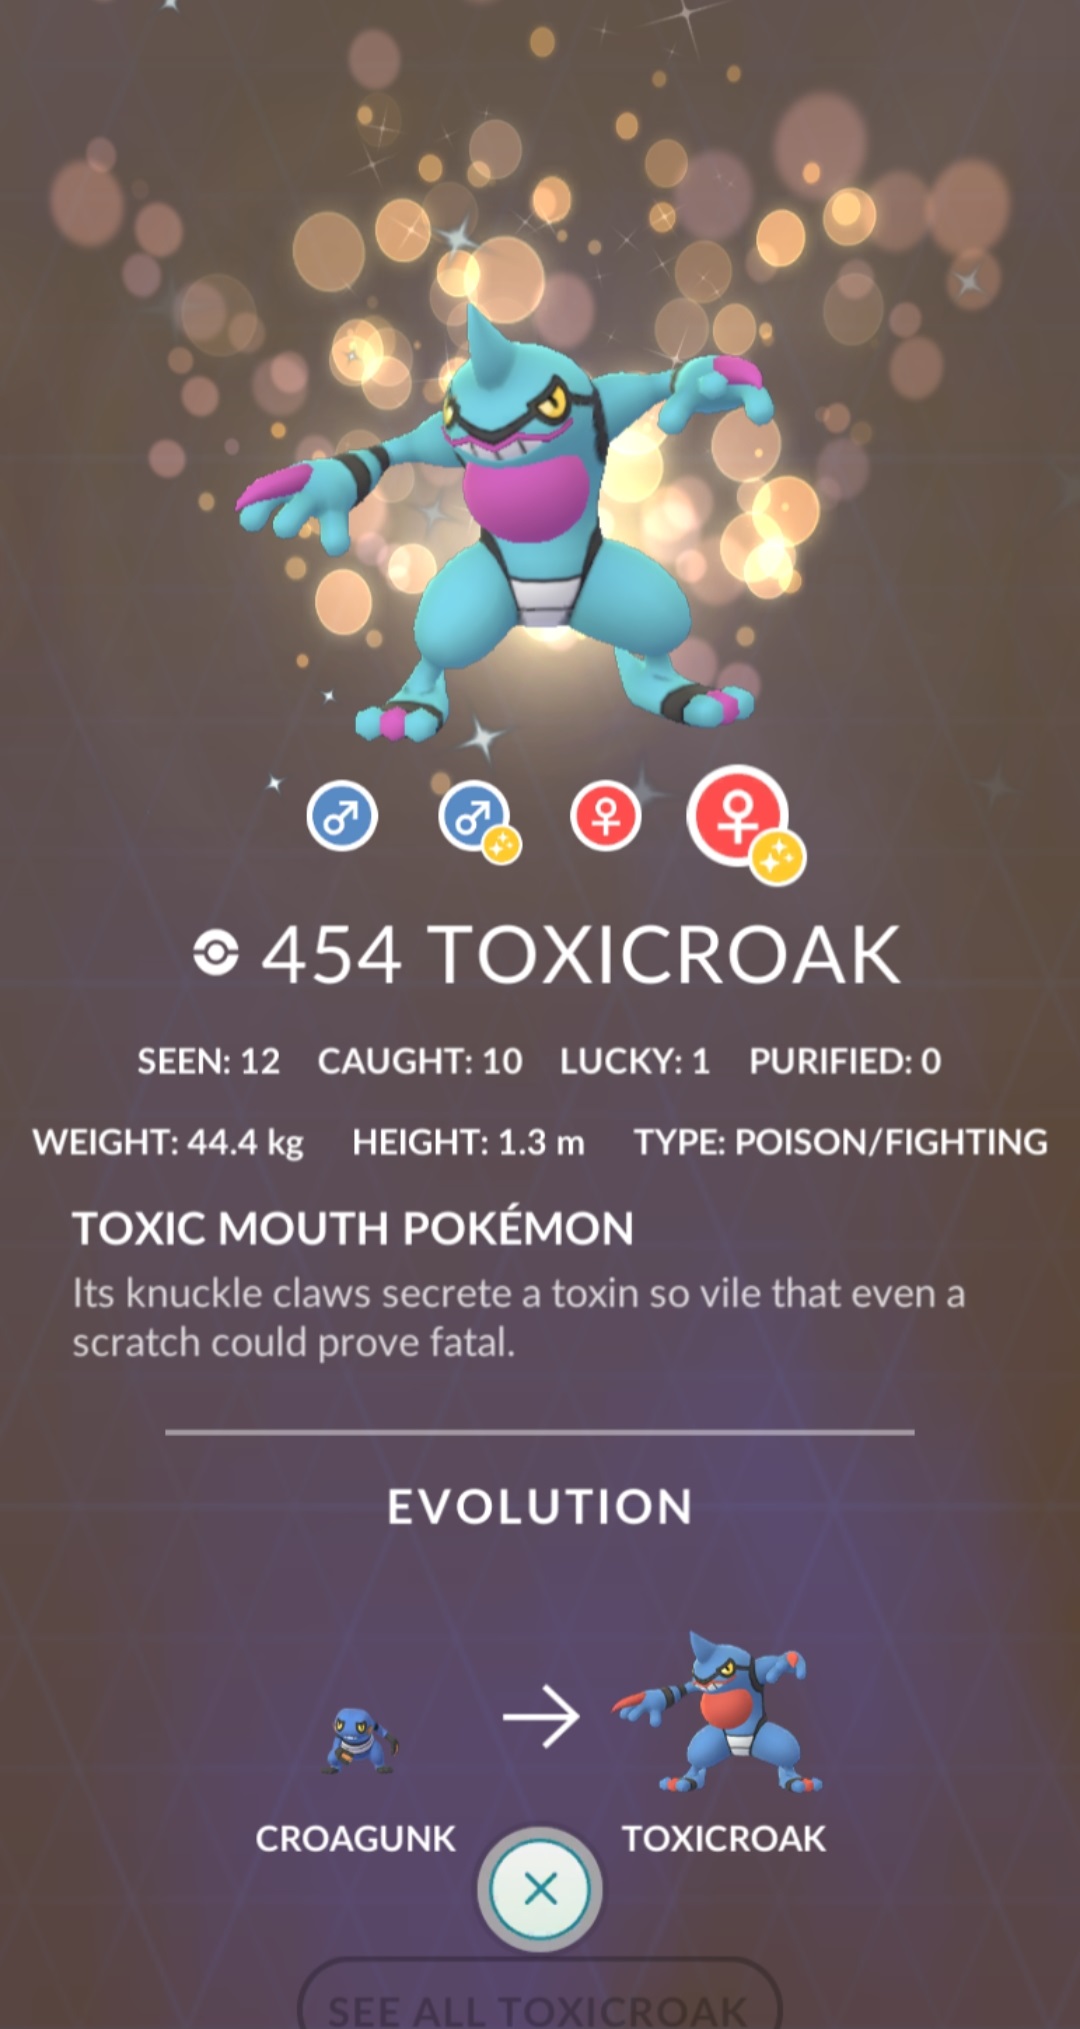 454 TOXICROAK
SEEN: 12 CAUGHT: 10 LUCKY: 1 PURIFIED: 0
WEIGHT: 44.4 kg HEIGHT: 1.3 m TYPE: POISON/FIGHTING
TOXIC MOUTH POKÉMON
Its knuckle claws secrete a toxin so vile that even a
scratch could prove fatal.
EVOLUTION
CROAGUNK TOXICROAK
SEE ALL TOXICROAK